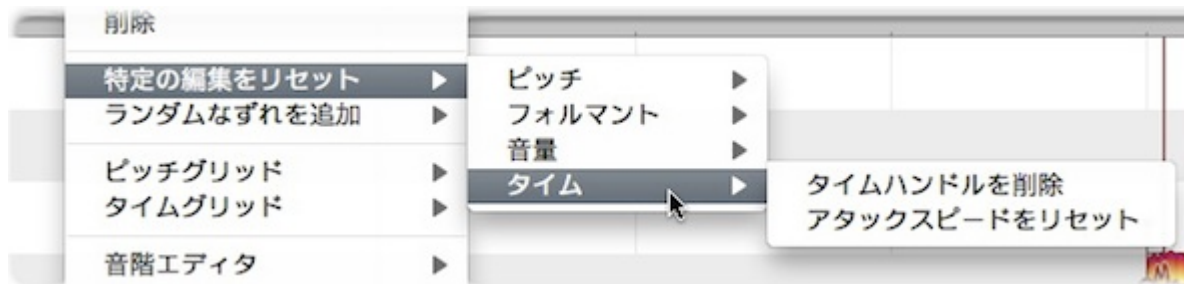 削除
特定の編集をリセット
ランダムなずれを追加
ピッチグリッド
タイムグリッド
音階エディタ
ピッチ
フォルマント
音量
タイム
タイムハンドルを削除
アタックスピードをリセット